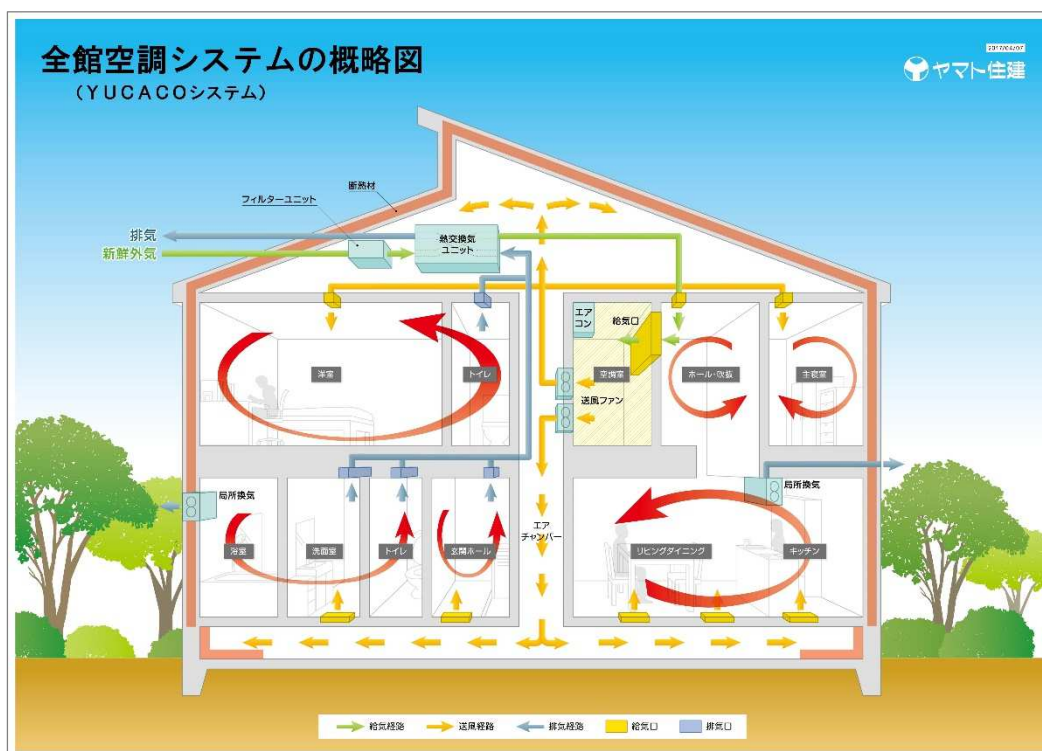 全館空調システムの概略図
（YUCACOシステム）
2017/04/07
ヤマト住建
断熱材
フィルターユニット
排気
新鮮外気
熱交換気
ユニット
エア
コン
給気口
洋室
トイレ
空調室
ホール・吹抜
主寝室
送風ファン
局所換気
局所換気
浴室
洗面室
トイレ
玄関ホール
エア
チャンバー
リビングダイニング
キッチン
給気経路
送風経路
排気経路
給気口
排気口